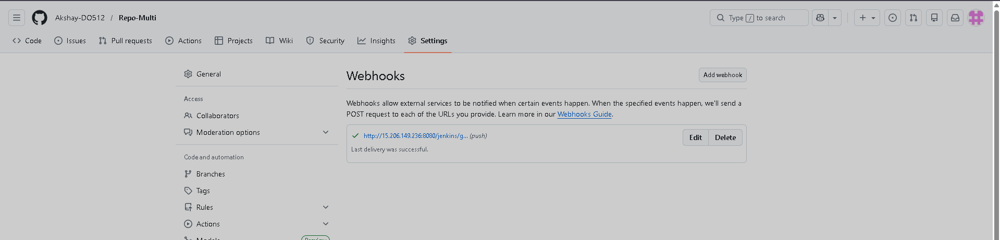 Akshay-DO512 / Repo-Multi
Type / to search
Code
Issues
Pull requests
Actions
Projects
Wiki
Security
Insights
Settings
General
Access
Collaborators
Moderation options
Code and automation
Branches
Tags
Rules
Actions
Models
Preview
Webhooks
Add webhook
Webhooks allow external services to be notified when certain events happen. When the specified events happen, we'll send a
POST request to each of the URLs you provide. Learn more in our Webhooks Guide.
http://15.206.149.236:8080/jenkins/g... (push)
Edit
Delete
Last delivery was successful.